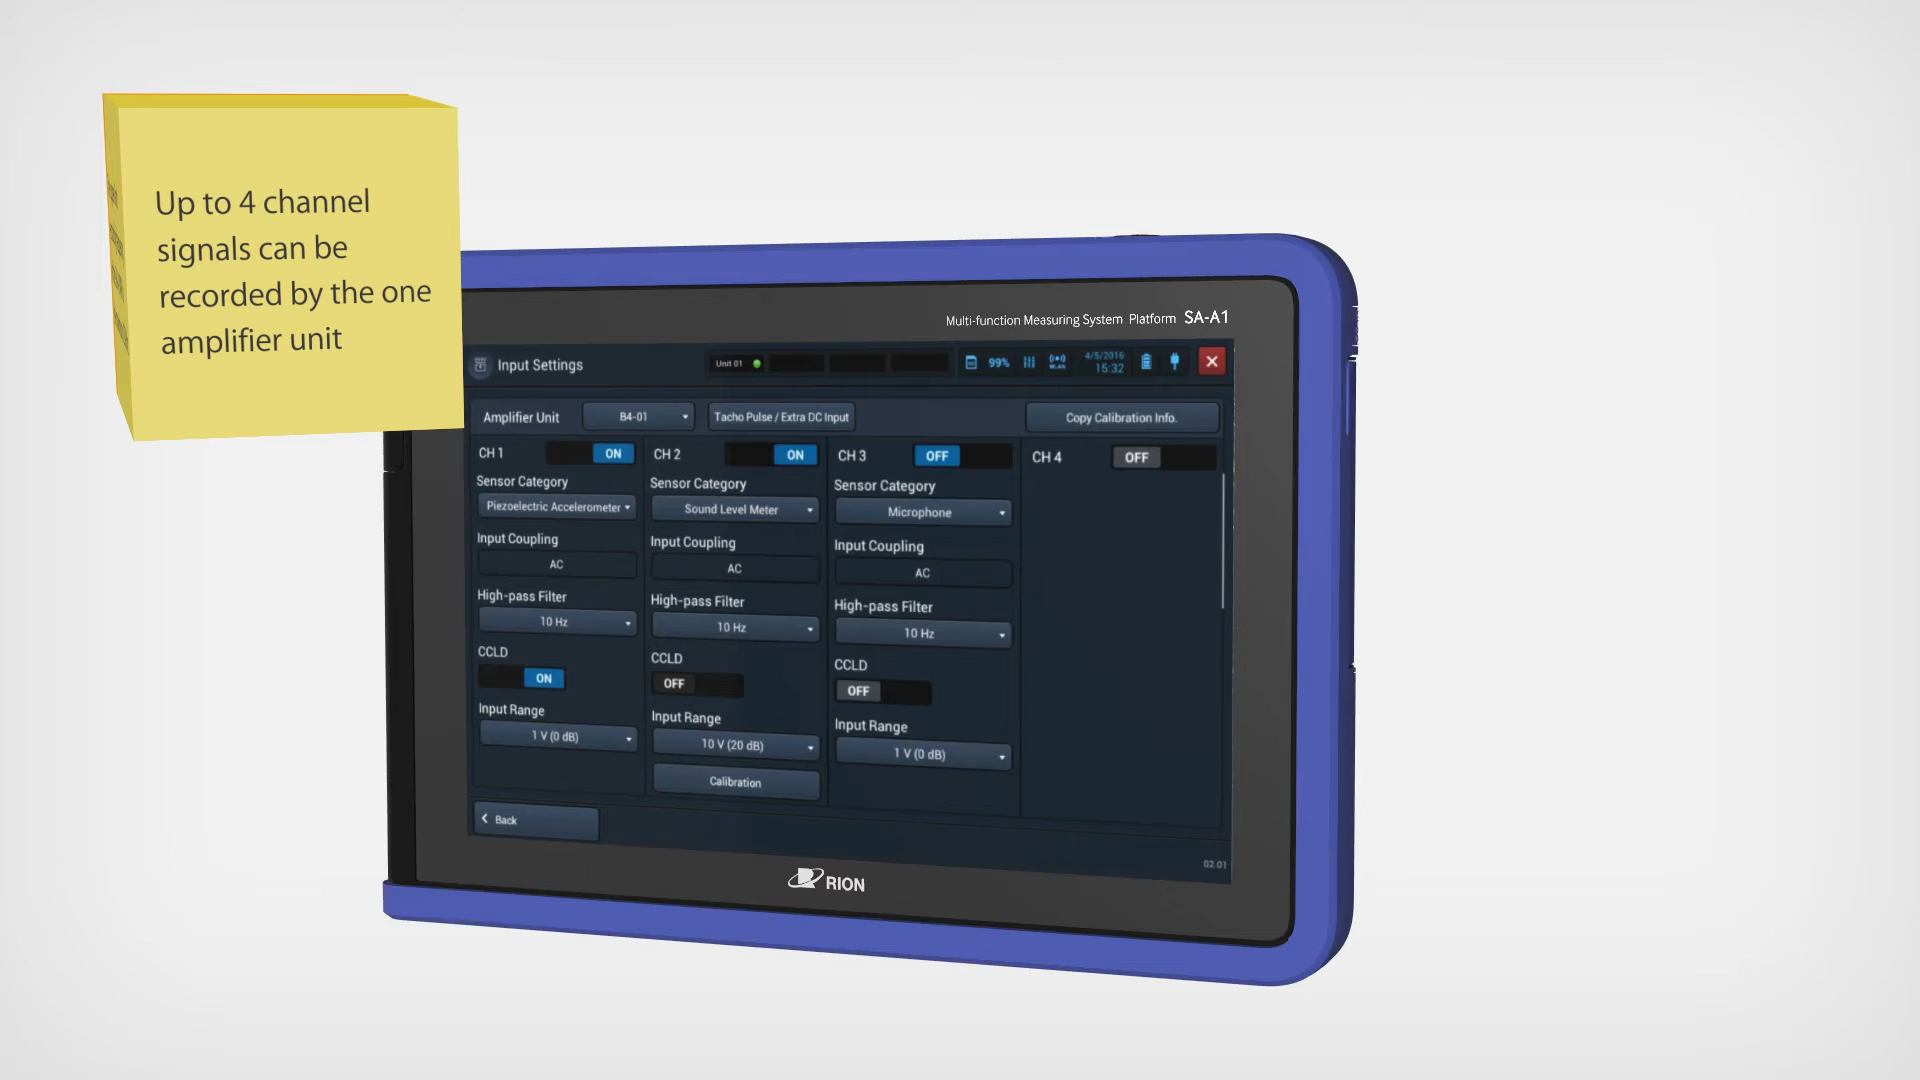 Up to 4 channel
signals can be
recorded by the one
amplifier unit
Multi-function Measuring System Platform SA-A1
Input Settings
Unit 01
99%
WLAN
4/5/2016
15:32
Amplifier Unit
B4-01
Tacho Pulse / Extra DC Input
Copy Calibration Info.
CH 1
ON
Sensor Category
Piezoelectric Accelerometer
Input Coupling
AC
High-pass Filter
10 Hz
CCLD
ON
Input Range
1 V (0 dB)
CH 2
ON
Sensor Category
Sound Level Meter
Input Coupling
AC
High-pass Filter
10 Hz
CCLD
OFF
Input Range
10 V (20 dB)
Calibration
CH 3
OFF
Sensor Category
Microphone
Input Coupling
AC
High-pass Filter
10 Hz
CCLD
OFF
Input Range
1 V (0 dB)
CH 4
OFF
Back
02.01
RION